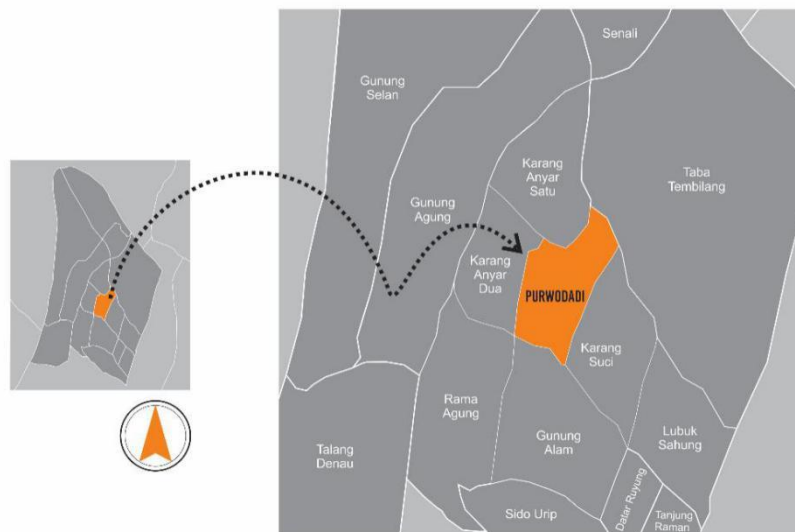 Senali
Gunung
Selan
Karang
Anyar
Satu
Taba
Tembilang
Gunung
Agung
Karang
Anyar
Dua
PURWODADI
Karang
Suci
Rama
Agung
Gunung
Alam
Lubuk
Sahung
Talang
Denau
Datar Ruyung
Sido Urip
Tanjung
Raman